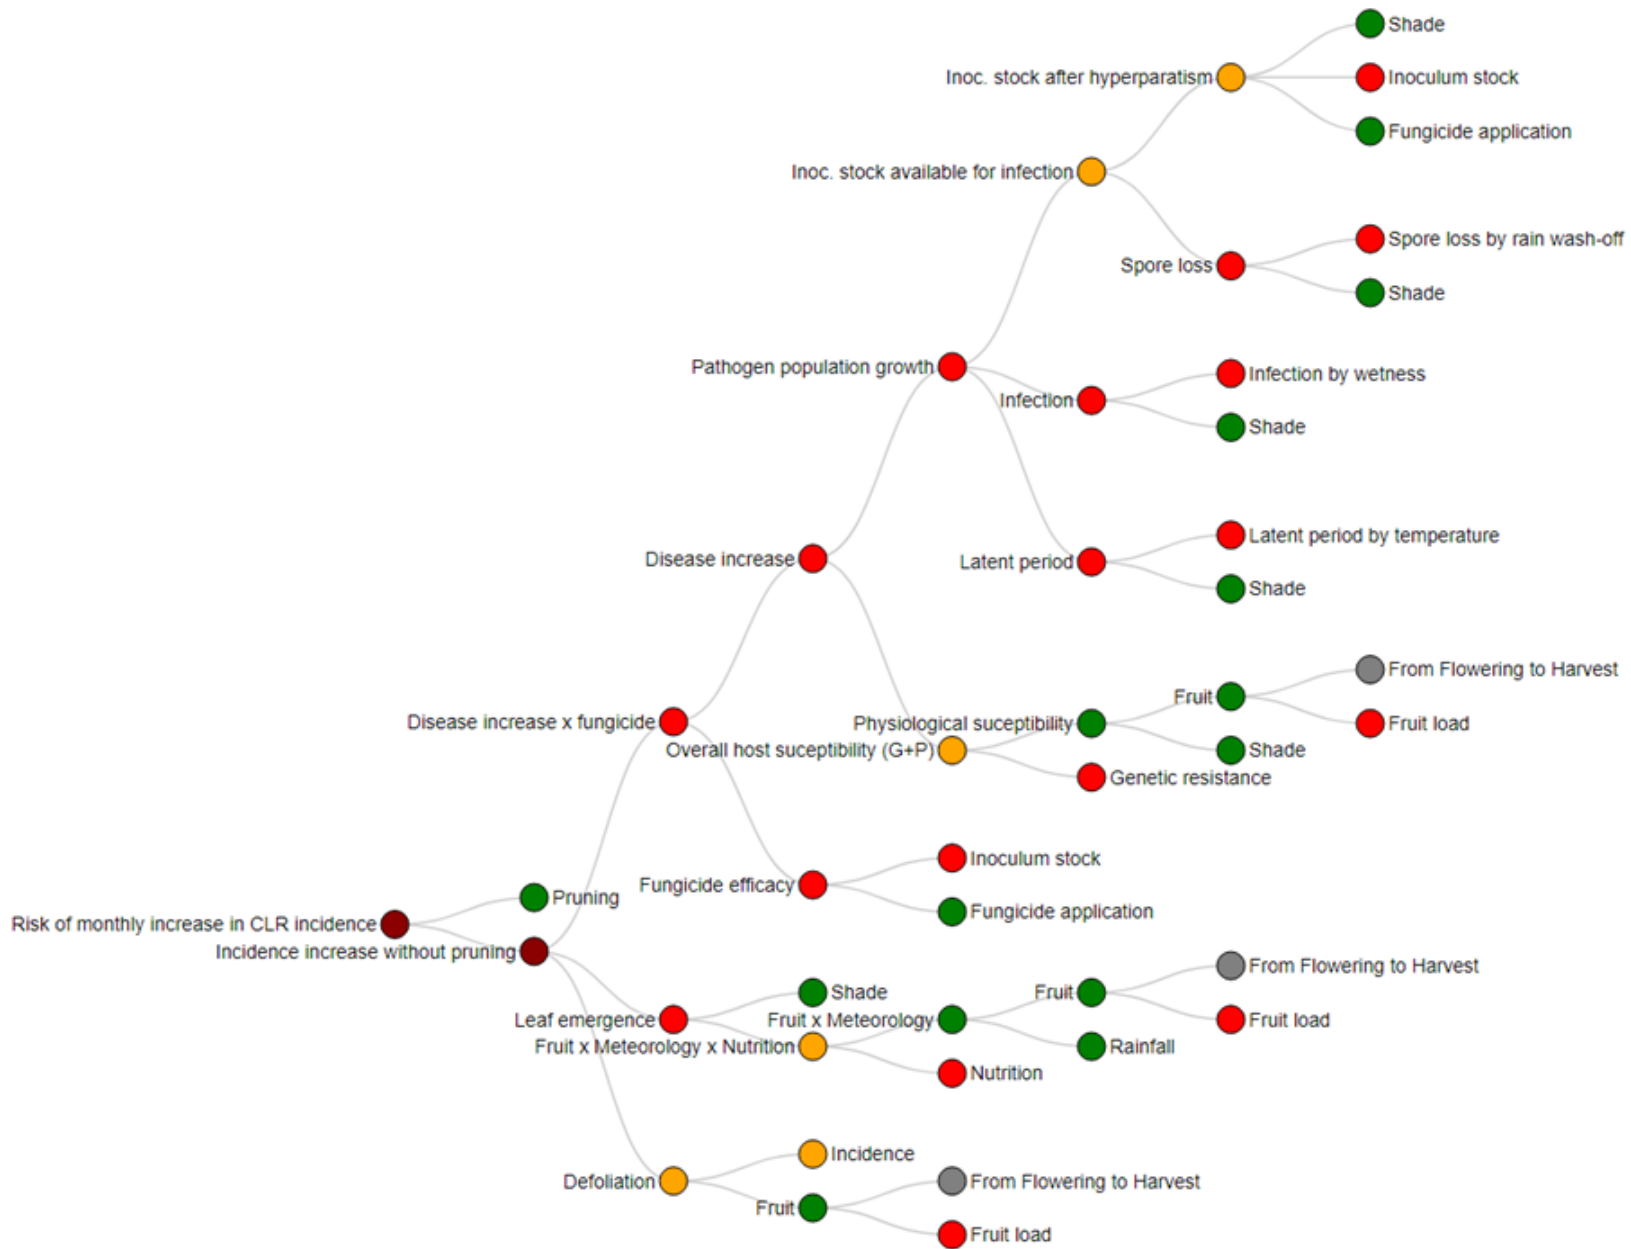 Shade
Inoc. stock after hyperparatism
Inoculum stock
Fungicide application
Inoc. stock available for infection
Spore loss by rain wash-off
Spore loss
Shade
Pathogen population growth
Infection by wetness
Infection
Shade
Latent period by temperature
Disease increase
Latent period
Shade
From Flowering to Harvest
Fruit
Disease increase x fungicide
Physiological suceptibility
Fruit load
Overall host suceptibility (G+P)
Shade
Genetic resistance
Inoculum stock
Fungicide efficacy
Pruning
Fungicide application
Risk of monthly increase in CLR incidence
Incidence increase without pruning
From Flowering to Harvest
Shade
Fruit
Leaf emergence
Fruit x Meteorology
Fruit load
Fruit x Meteorology x Nutrition
Rainfall
Nutrition
Incidence
Defoliation
From Flowering to Harvest
Fruit
Fruit load